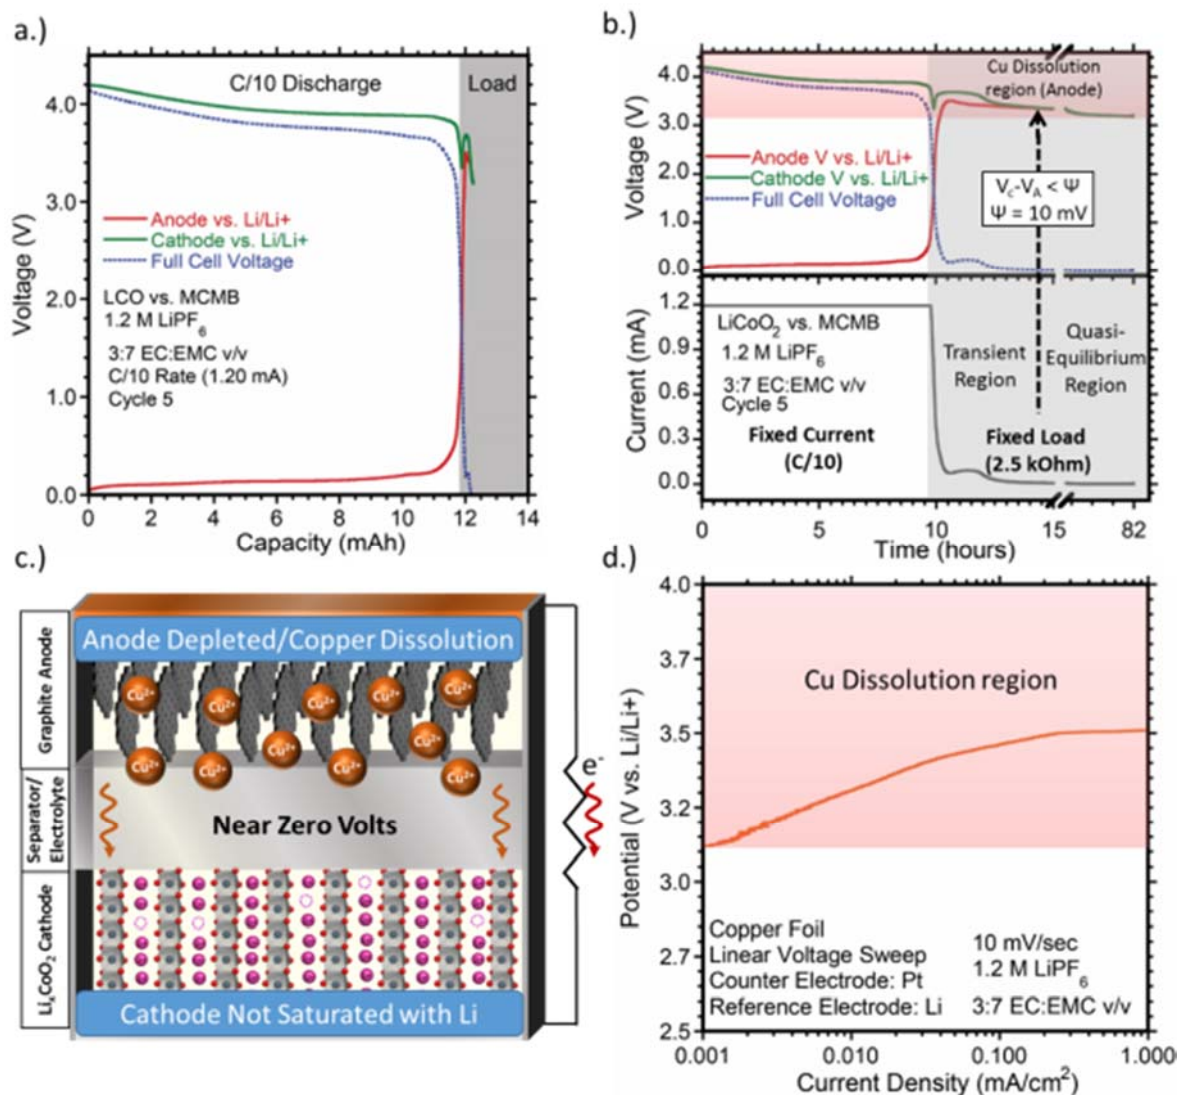 a.)
C/10 Discharge
Load
4.0
3.0
2.0
1.0
0.0
Voltage (V)
Anode vs. Li/Li+
Cathode vs. Li/Li+
Full Cell Voltage
LCO vs. MCMB
1.2 M LiPF6
3:7 EC:EMC v/v
C/10 Rate (1.20 mA)
Cycle 5
0 2 4 6 8 10 12 14
Capacity (mAh)
b.)
Cu Dissolution
region (Anode)
4.0
3.0
2.0
1.0
0.0
Voltage (V)
Anode V vs. Li/Li+
Cathode V vs. Li/Li+
Full Cell Voltage
Vc-VA < Ψ
Ψ = 10 mV
1.2
0.9
0.6
0.3
0.0
Current (mA)
LiCoO2 vs. MCMB
1.2 M LiPF6
3:7 EC:EMC v/v
Cycle 5
Fixed Current
(C/10)
Transient
Region
Quasi-
Equilibrium
Region
Fixed Load
(2.5 kOhm)
0 5 10 15 82
Time (hours)
c.)
Graphite Anode
Separator/
Electrolyte
LixCoO2 Cathode
Anode Depleted/Copper Dissolution
Cu2+ Cu2+ Cu2+ Cu2+ Cu2+
Cu2+ Cu2+
Cu2+ Cu2+ Cu2+ Cu2+
e-
Near Zero Volts
Cathode Not Saturated with Li
d.)
4.0
3.7
3.5
3.2
3.0
2.7
2.5
Potential (V vs. Li/Li+)
Cu Dissolution region
Copper Foil
Linear Voltage Sweep
Counter Electrode: Pt
Reference Electrode: Li
10 mV/sec
1.2 M LiPF6
3:7 EC:EMC v/v
0.001 0.010 0.100 1.000
Current Density (mA/cm2)